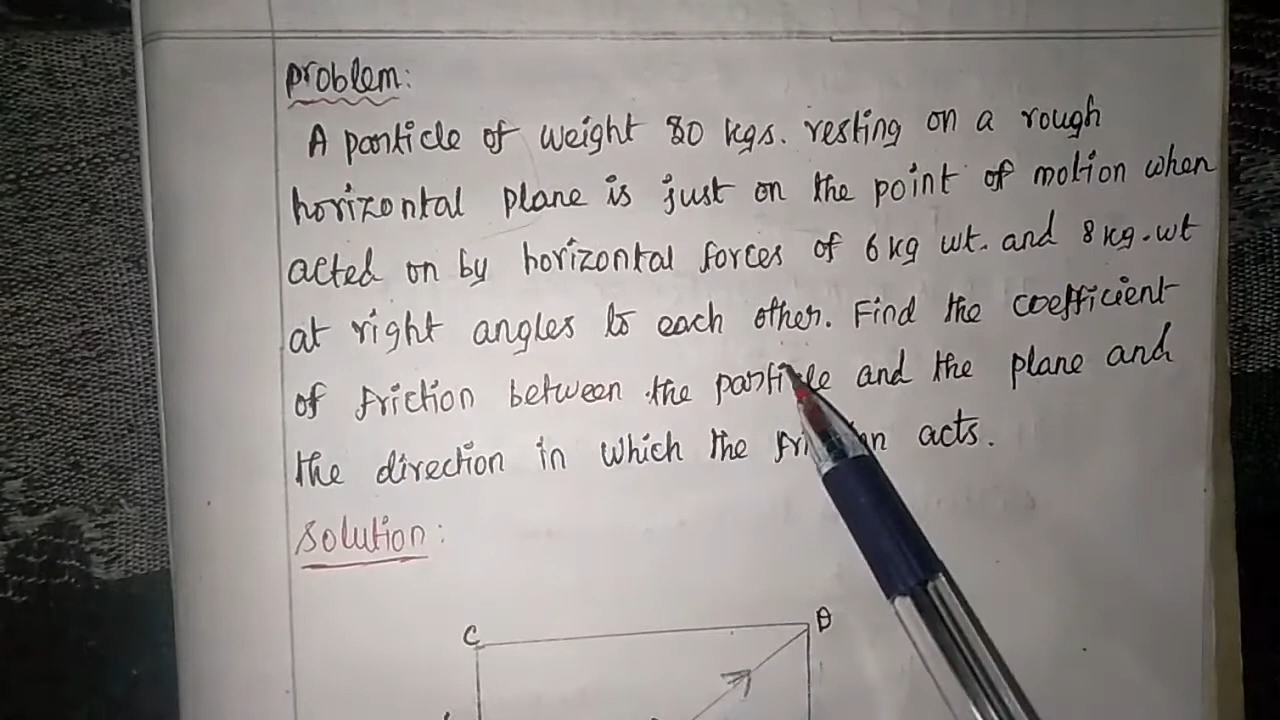 Problem:
A particle of weight 80 kgs. resting on a rough
horizontal plane is just on the point of motion when
acted on by horizontal forces of 6 kg wt. and 8 kg.wt
at right angles to each other. Find the coefficient
of friction between the particle and the plane and
the direction in which the acts.
Solution:
C B